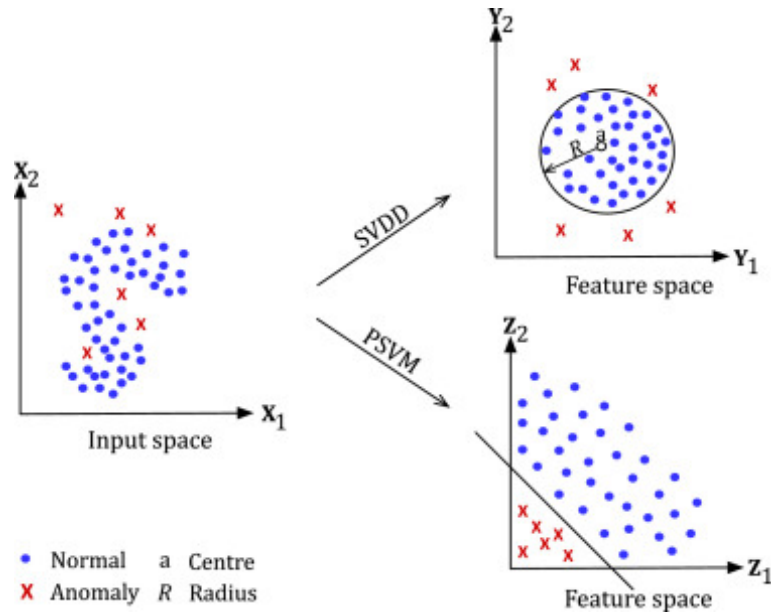 Y2
R a
Y1
Feature space
X2
X1
Input space
SVDD
PSVM
Z2
Z1
Feature space
Normal a Centre
X Anomaly R Radius